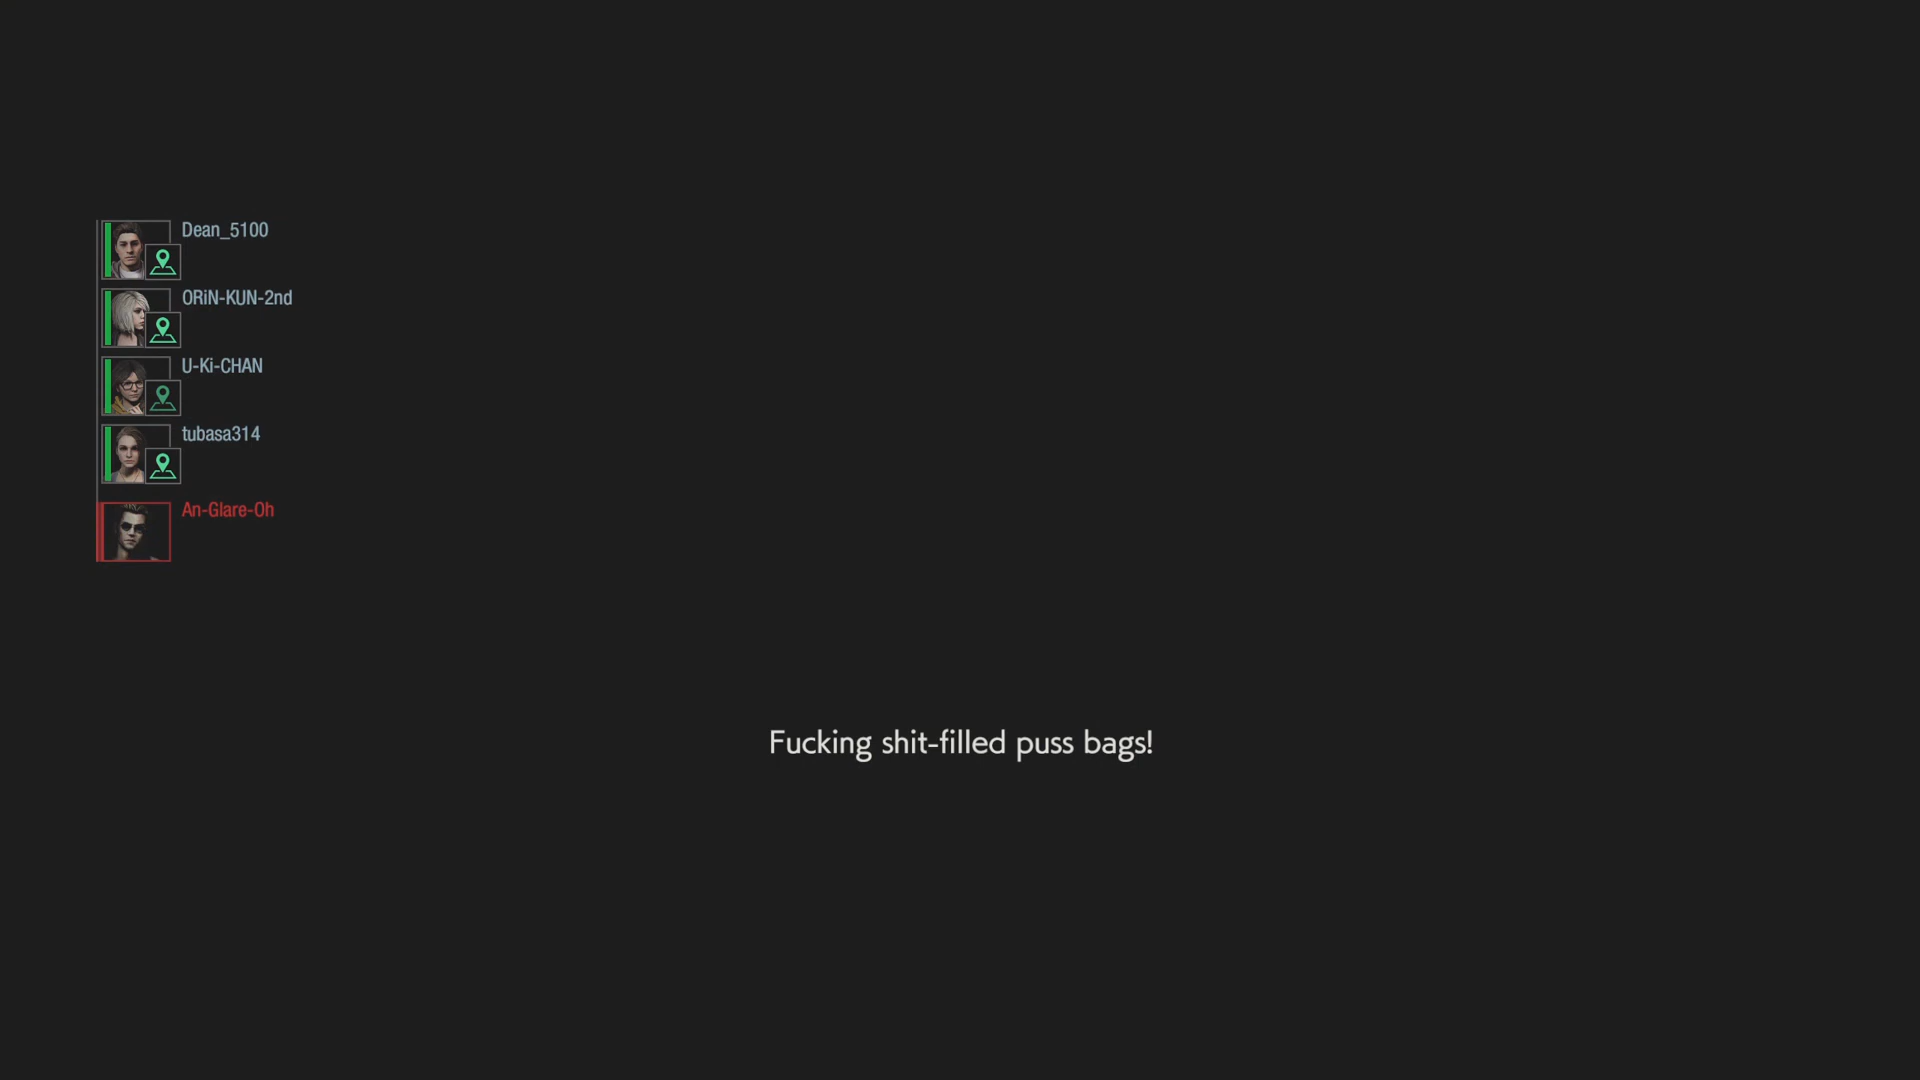 Dean_5100
ORiN-KUN-2nd
U-Ki-CHAN
tubasa314
An-Glare-Oh
Fucking shit-filled puss bags!